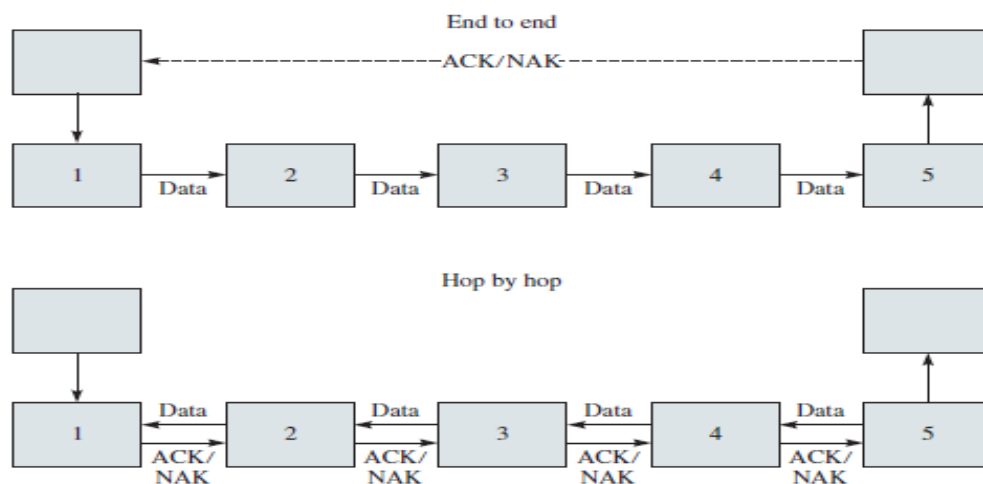 End to end
ACK/NAK
1
2
3
4
5
Data
Data
Data
Data
Hop by hop
Data
Data
Data
Data
1
2
3
4
5
ACK/
NAK
ACK/
NAK
ACK/
NAK
ACK/
NAK